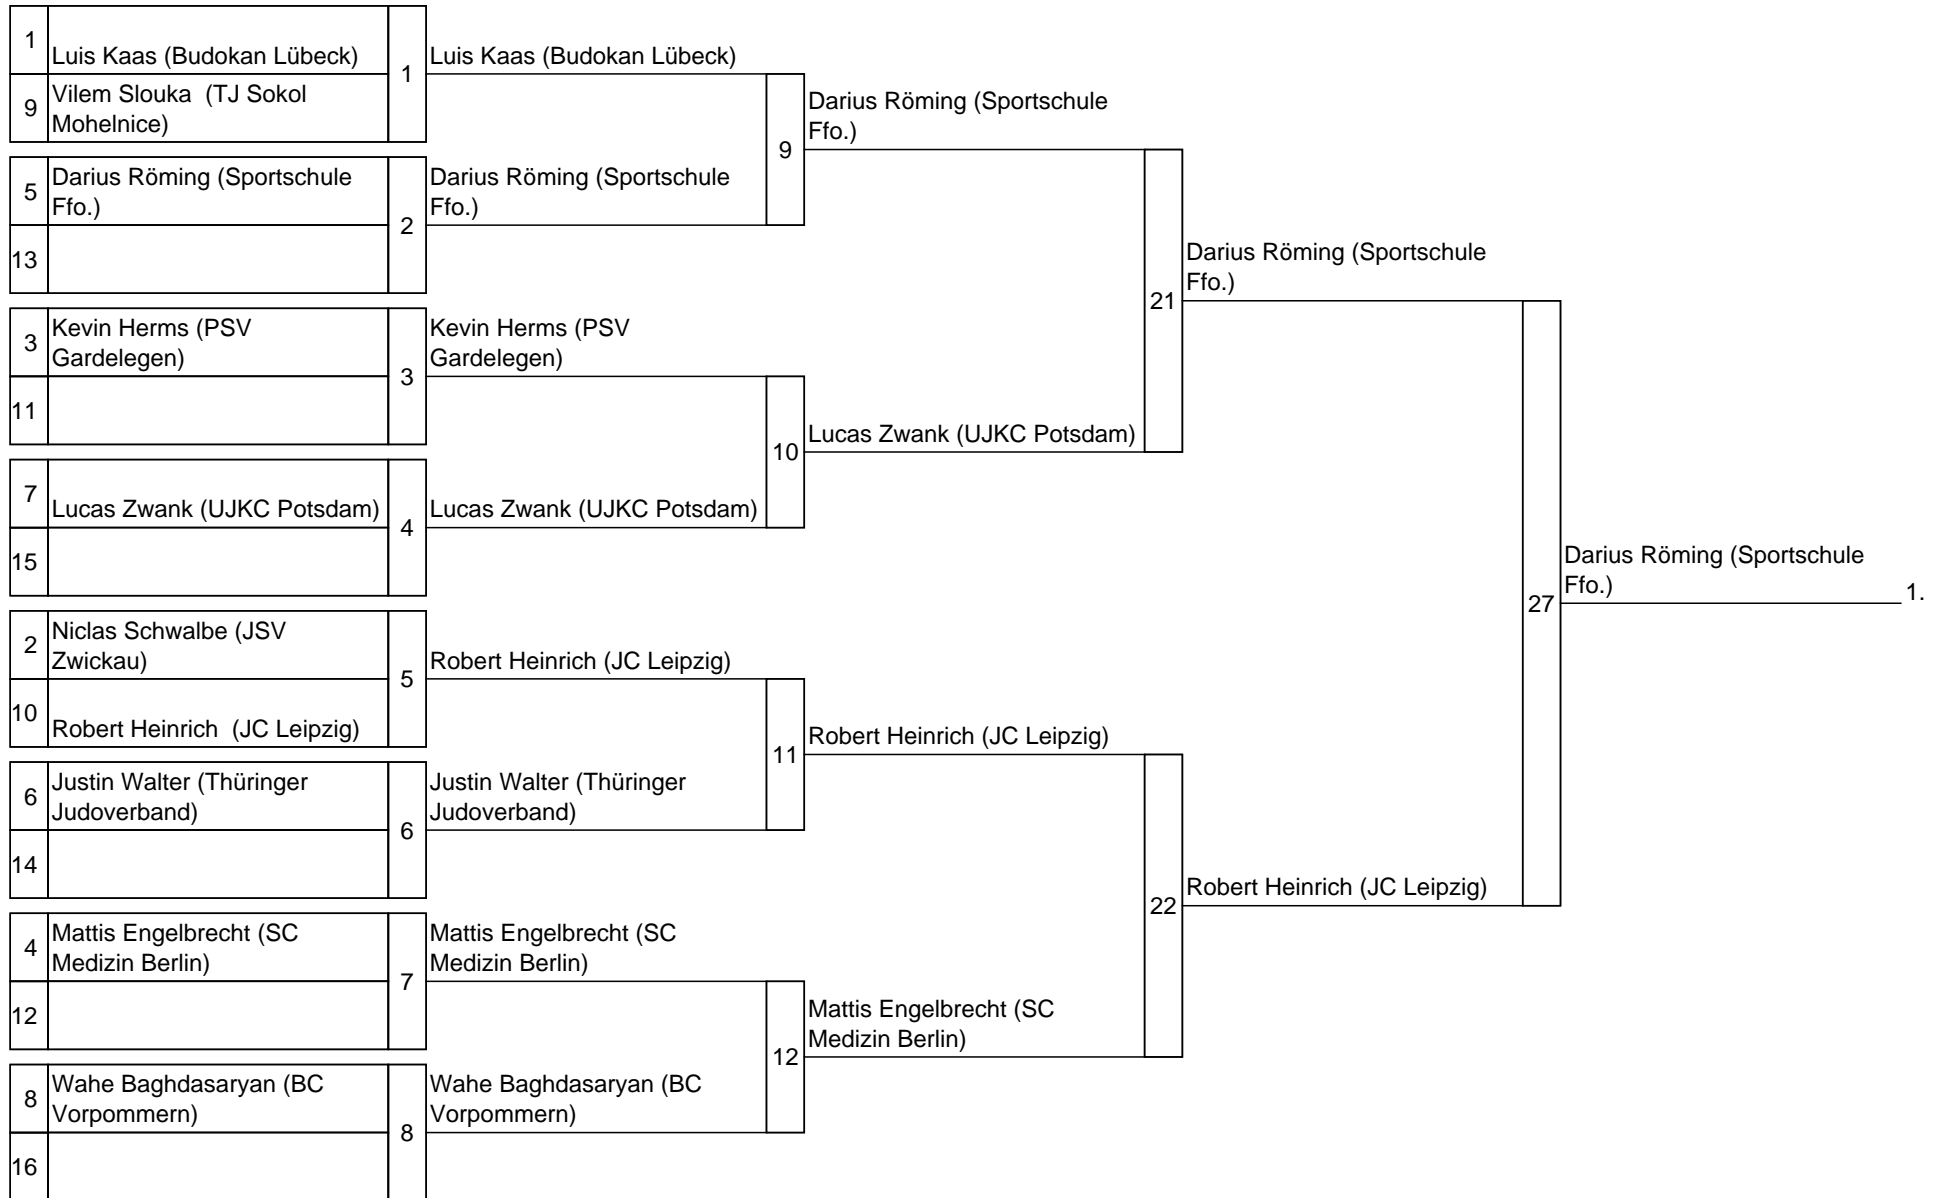 1
Luis Kaas (Budokan Lübeck)
9
Vilem Slouka  (TJ Sokol
Mohelnice)
1
Luis Kaas (Budokan Lübeck)
5
Darius Röming (Sportschule
Ffo.)
13
2
Darius Röming (Sportschule
Ffo.)
9
Darius Röming (Sportschule
Ffo.)
3
Kevin Herms (PSV
Gardelegen)
11
3
Kevin Herms (PSV
Gardelegen)
7
Lucas Zwank (UJKC Potsdam)
15
4
Lucas Zwank (UJKC Potsdam)
10
Lucas Zwank (UJKC Potsdam)
21
Darius Röming (Sportschule
Ffo.)
2
Niclas Schwalbe (JSV
Zwickau)
10
Robert Heinrich  (JC Leipzig)
5
Robert Heinrich (JC Leipzig)
6
Justin Walter (Thüringer
Judoverband)
14
6
Justin Walter (Thüringer
Judoverband)
11
Robert Heinrich (JC Leipzig)
4
Mattis Engelbrecht (SC
Medizin Berlin)
12
7
Mattis Engelbrecht (SC
Medizin Berlin)
8
Wahe Baghdasaryan (BC
Vorpommern)
16
8
Wahe Baghdasaryan (BC
Vorpommern)
12
Mattis Engelbrecht (SC
Medizin Berlin)
22
Robert Heinrich (JC Leipzig)
27
Darius Röming (Sportschule
Ffo.)
1.